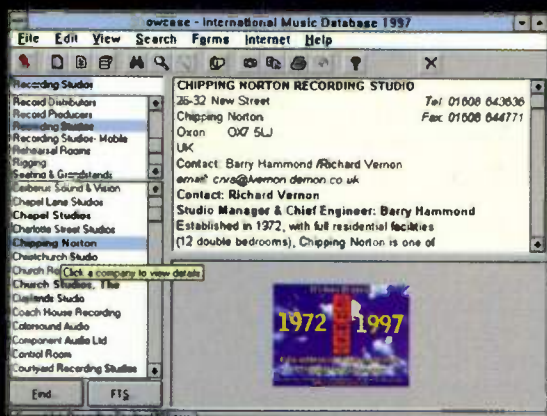 owcase - International Music Database 1997
File Edit View Search Forms Internet Help
Recording Studios
Record Distributors
Record Producers
Recording Studios
Recording Studios- Mobile
Rehearsal Rooms
Rigging
Seating & Grandstands
Cerberus Sound & Vision
Chapel Lane Studios
Chapel Studios
Charlotte Street Studios
Chipping Norton
Christchurch Studio
Church
Click a company to view details
Church Studios, The
Claylands Studio
Coach House Recording
Colorsound Audio
Component Audio Ltd
Control Room
Courtyard Recording Studios
Find...
FTS
CHIPPING NORTON RECORDING STUDIO
26-32 New Street Tel: 01608 643636
Chipping Norton Fax: 01608 644771
Oxon OX7 5LJ
UK
Contact: Barry Hammond /Richard Vernon
Contact: Richard Vernon
Studio Manager & Chief Engineer: Barry Hammond
Established in 1972, with full residential facilities
(12 double bedrooms), Chipping Norton is one of
1972 1997